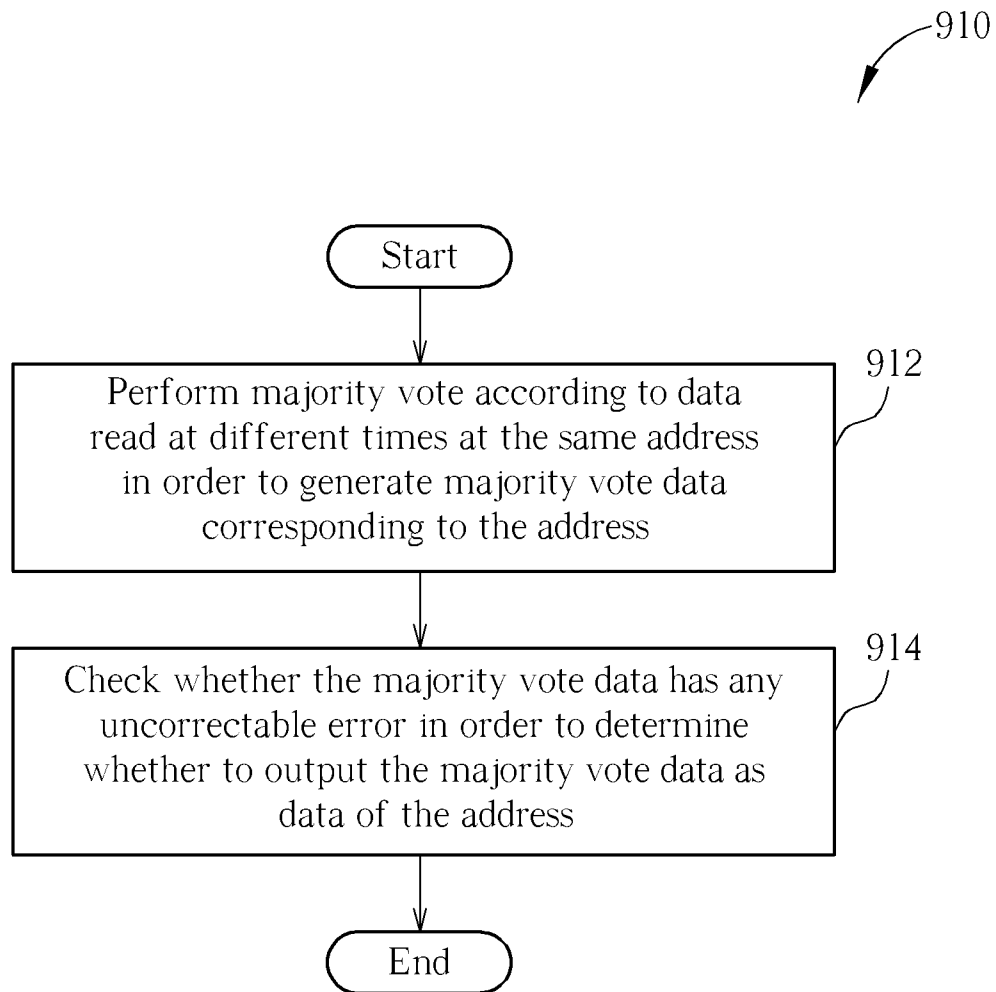 910
Start
912
Perform majority vote according to data
read at different times at the same address
in order to generate majority vote data
corresponding to the address
914
Check whether the majority vote data has any
uncorrectable error in order to determine
whether to output the majority vote data as
data of the address
End